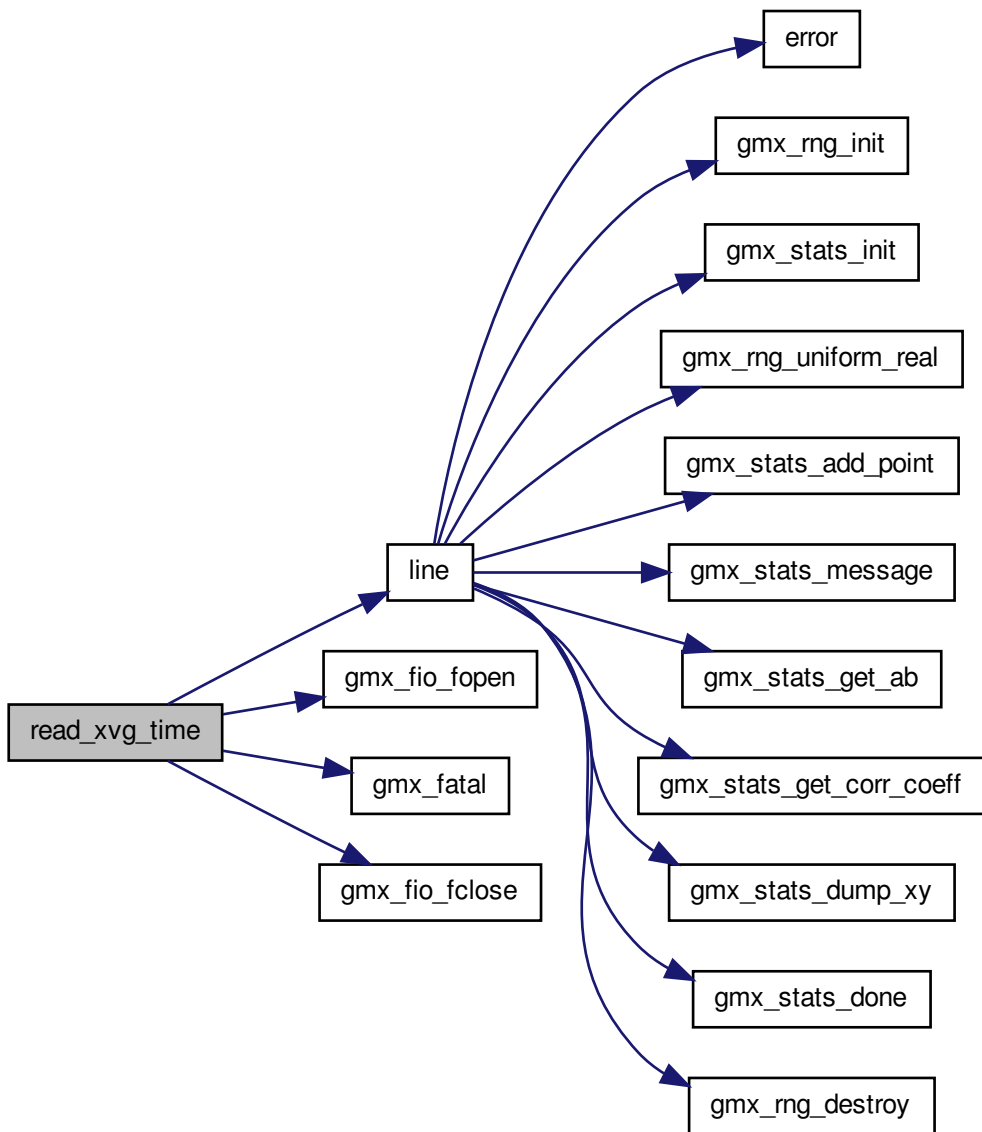 error
gmx_rng_init
gmx_stats_init
gmx_rng_uniform_real
gmx_stats_add_point
line
gmx_stats_message
gmx_stats_get_ab
gmx_fio_fopen
read_xvg_time
gmx_fatal
gmx_stats_get_corr_coeff
gmx_fio_fclose
gmx_stats_dump_xy
gmx_stats_done
gmx_rng_destroy